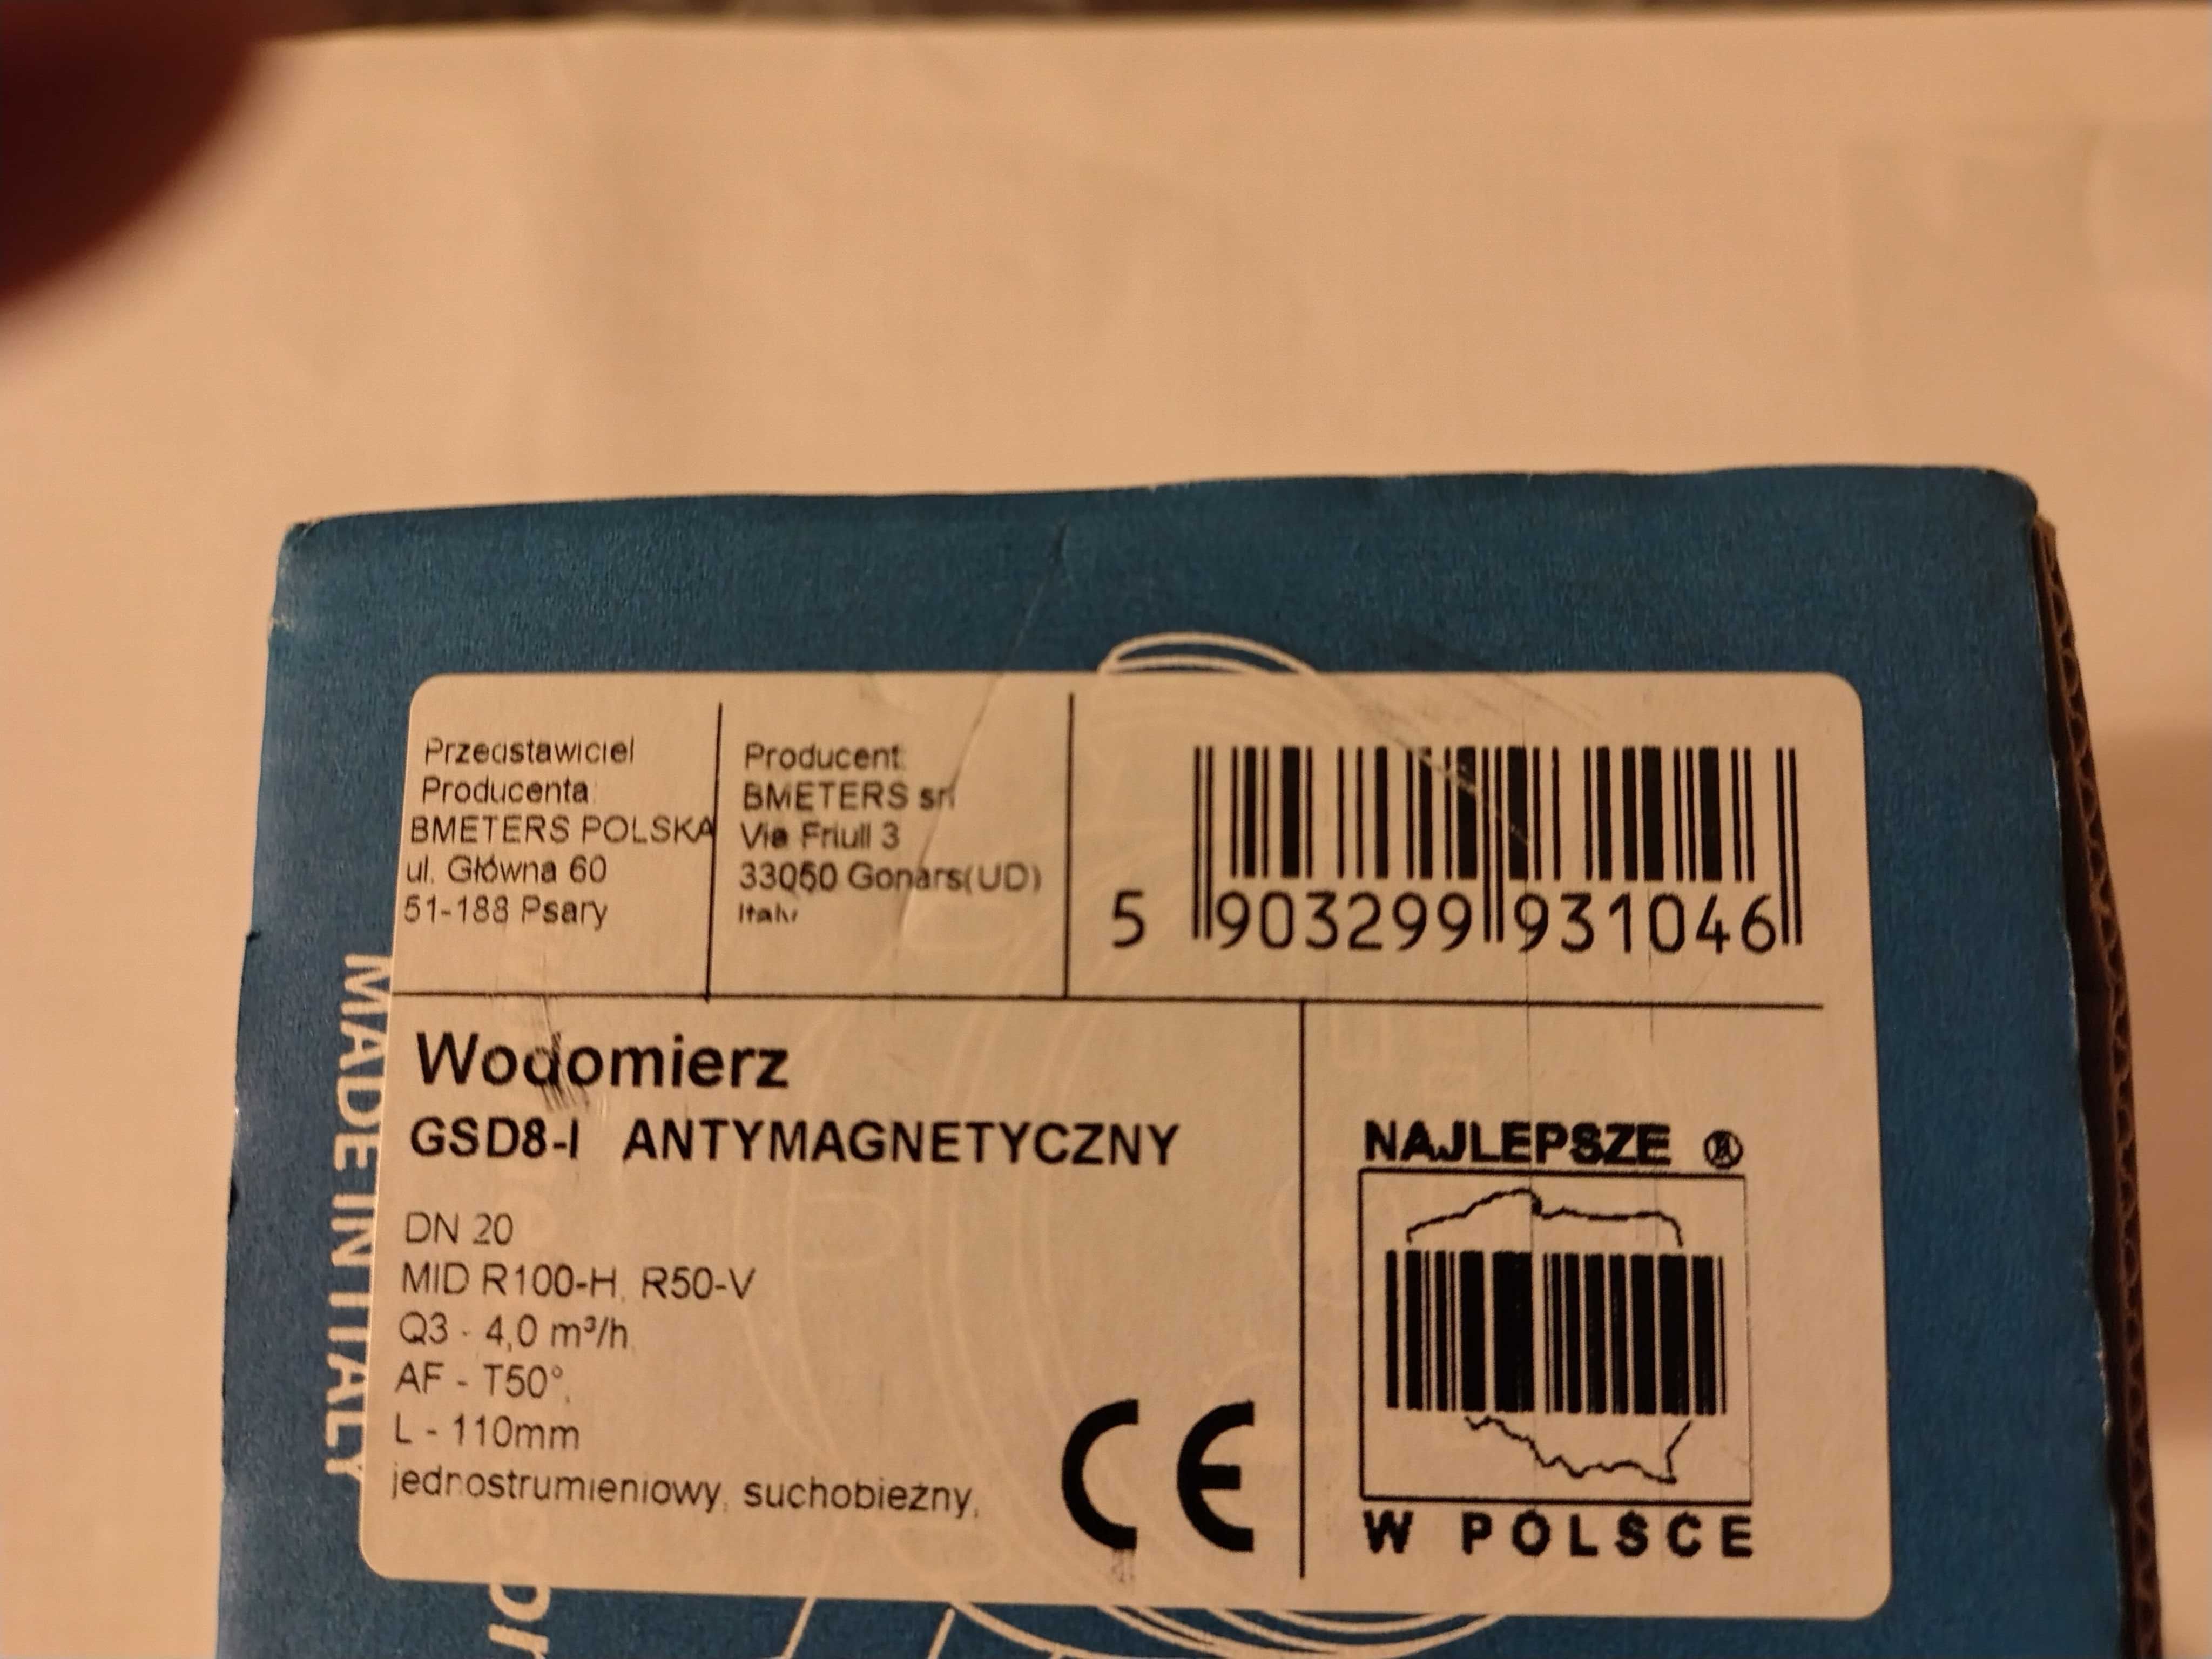 Przedstawiciel
Producenta:
BMETERS POLSKA
ul. Główna 60
51-188 Psary
Producent:
BMETERS srl
Via Friuli 3
33050 Gonars(UD)
Italy
5 903299 931046
Wodomierz
GSD8-I ANTYMAGNETYCZNY
DN 20
MID R100-H, R50-V
Q3 - 4,0 m³/h,
AF - T50°,
L - 110mm
jednostrumieniowy, suchobieżny,
CE
NAJLEPSZE ®
W POLSCE
MADE IN ITALY